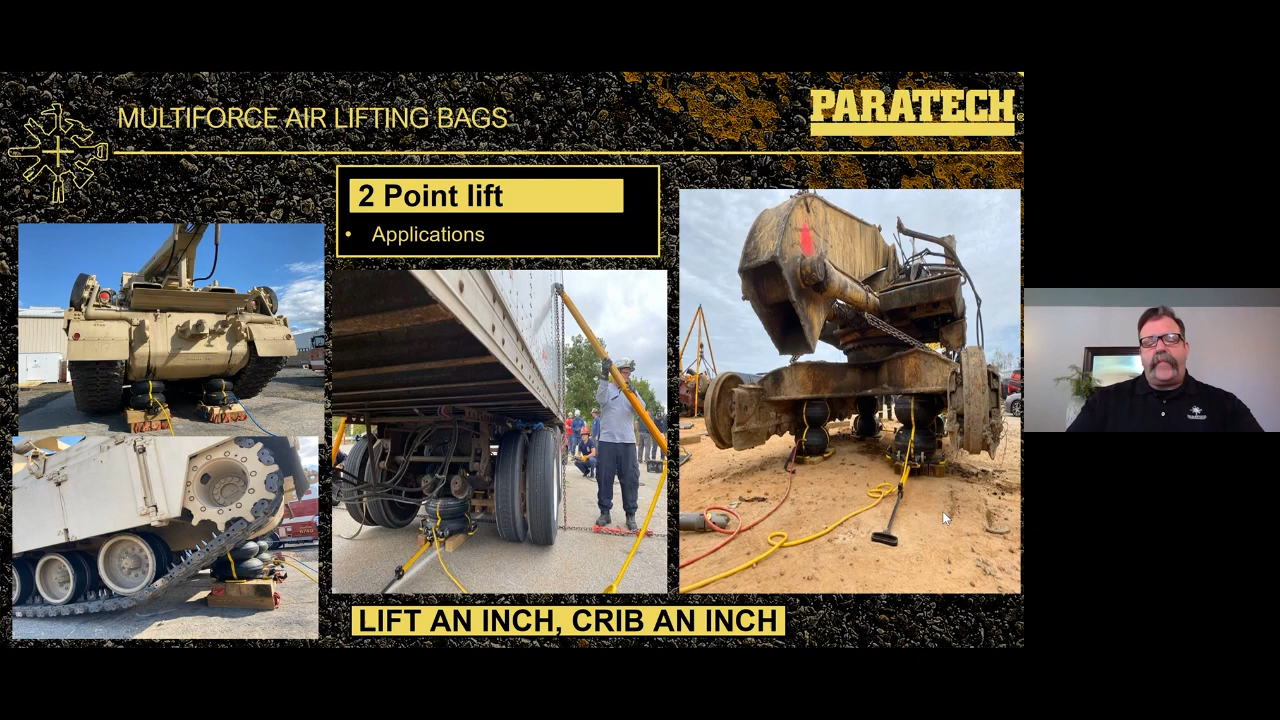 MULTIFORCE AIR LIFTING BAGS
PARATECH®
2 Point lift
• Applications
LIFT AN INCH, CRIB AN INCH